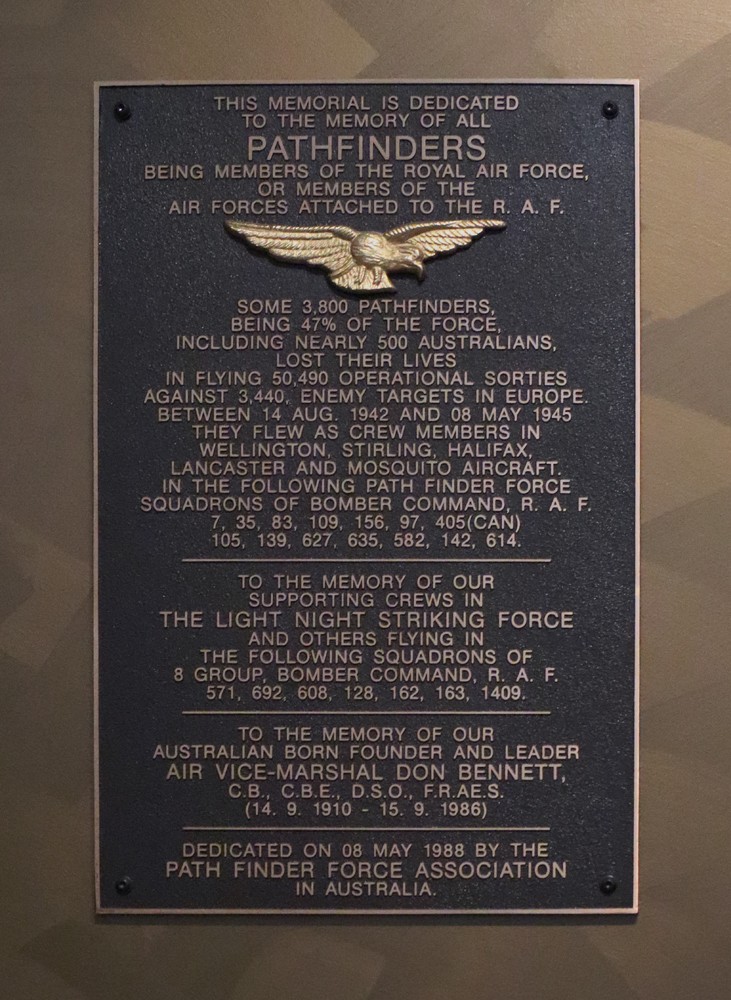 THIS MEMORIAL IS DEDICATED
TO THE MEMORY OF ALL
PATHFINDERS
BEING MEMBERS OF THE ROYAL AIR FORCE,
OR MEMBERS OF THE
AIR FORCES ATTACHED TO THE R. A. F.
SOME 3,800 PATHFINDERS,
BEING 47% OF THE FORCE,
INCLUDING NEARLY 500 AUSTRALIANS,
LOST THEIR LIVES
IN FLYING 50,490 OPERATIONAL SORTIES
AGAINST 3,440, ENEMY TARGETS IN EUROPE.
BETWEEN 14 AUG. 1942 AND 08 MAY 1945
THEY FLEW AS CREW MEMBERS IN
WELLINGTON, STIRLING, HALIFAX,
LANCASTER AND MOSQUITO AIRCRAFT.
IN THE FOLLOWING PATH FINDER FORCE
SQUADRONS OF BOMBER COMMAND, R. A. F.
7, 35, 83, 109, 156, 97, 405(CAN)
105, 139, 627, 635, 582, 142, 614.
TO THE MEMORY OF OUR
SUPPORTING CREWS IN
THE LIGHT NIGHT STRIKING FORCE
AND OTHERS FLYING IN
THE FOLLOWING SQUADRONS OF
8 GROUP, BOMBER COMMAND, R. A. F.
571, 692, 608, 128, 162, 163, 1409.
TO THE MEMORY OF OUR
AUSTRALIAN BORN FOUNDER AND LEADER
AIR VICE-MARSHAL DON BENNETT,
C.B., C.B.E., D.S.O., F.R.AE.S.
(14. 9. 1910 - 15. 9. 1986)
DEDICATED ON 08 MAY 1988 BY THE
PATH FINDER FORCE ASSOCIATION
IN AUSTRALIA.